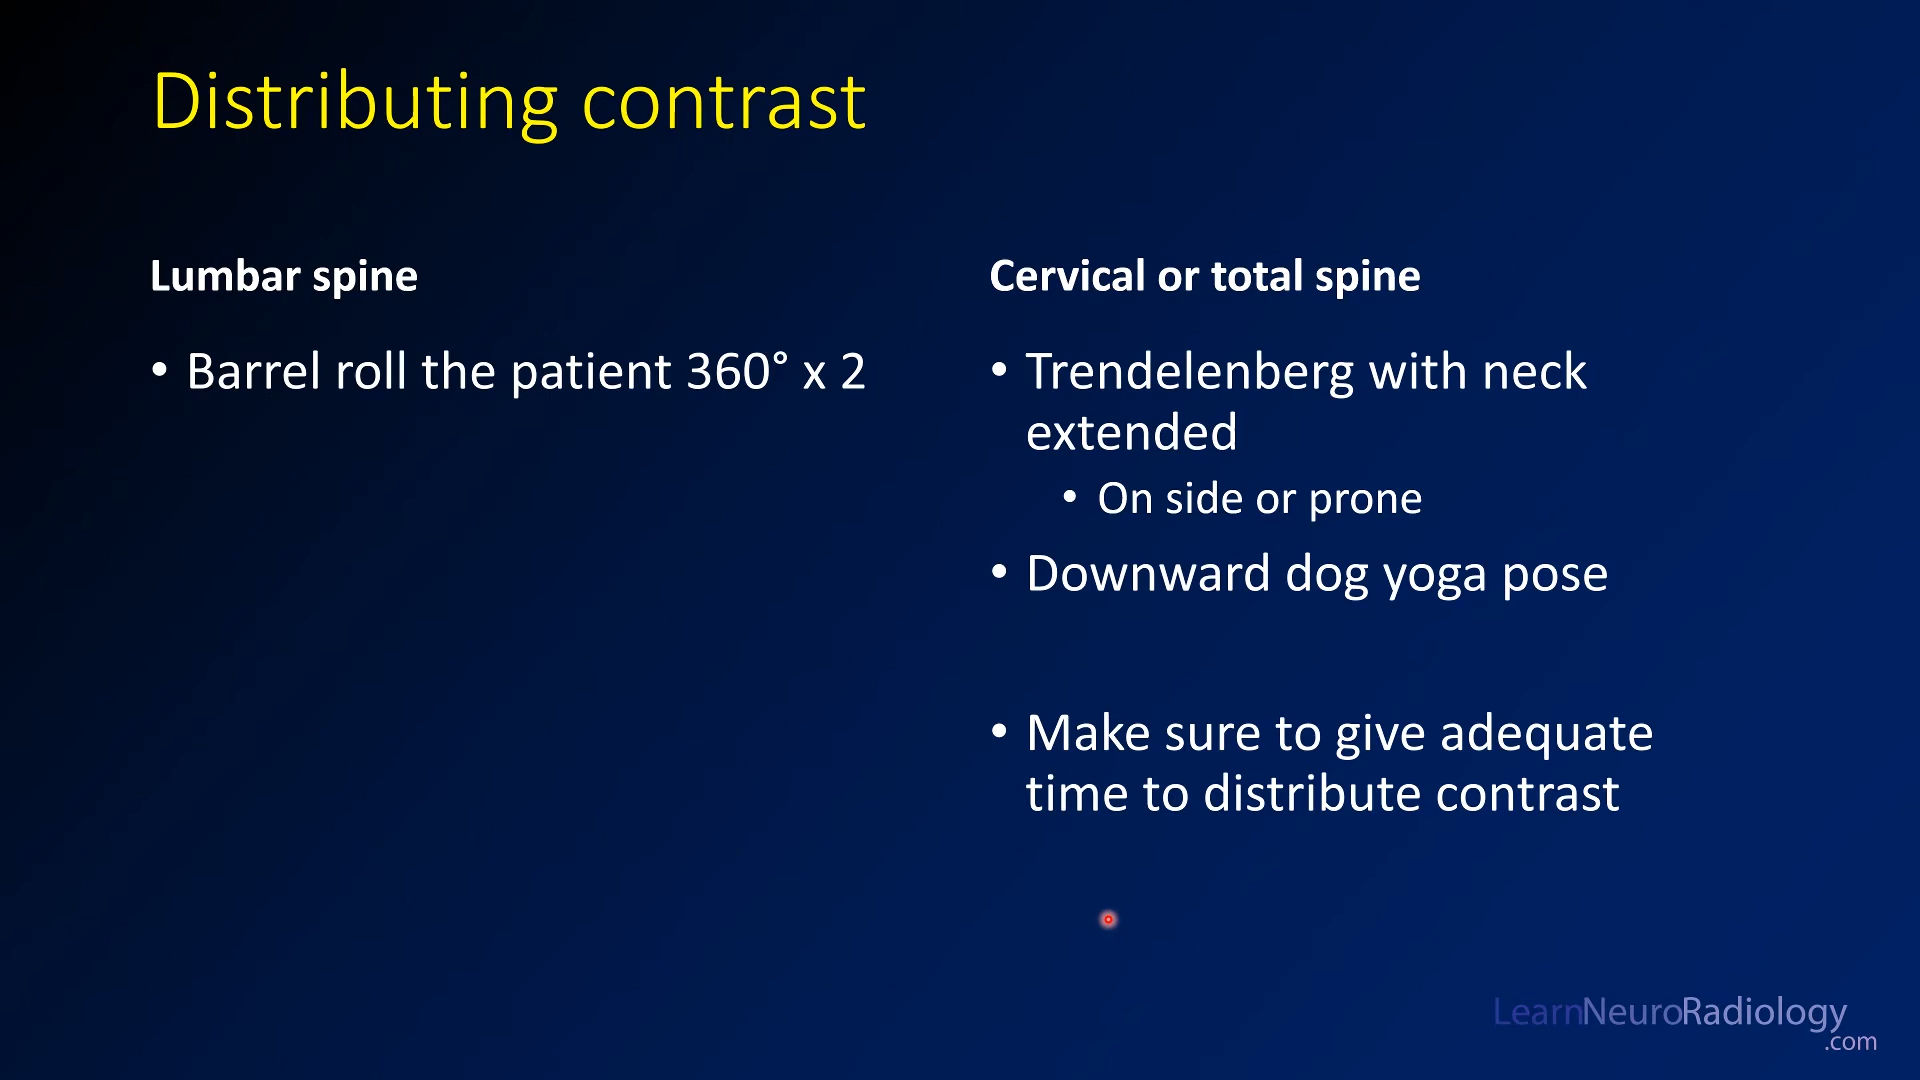 Distributing contrast
Lumbar spine
• Barrel roll the patient 360° x 2
Cervical or total spine
• Trendelenberg with neck
extended
• On side or prone
• Downward dog yoga pose
• Make sure to give adequate
time to distribute contrast
LearnNeuroRadiology
.com